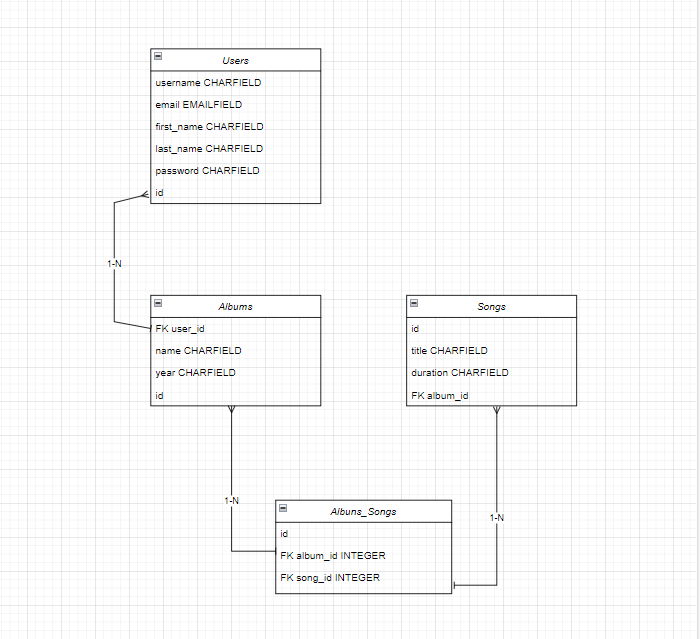 Users
username CHARFIELD
email EMAILFIELD
first_name CHARFIELD
last_name CHARFIELD
password CHARFIELD
id
1-N
Albums
FK user_id
name CHARFIELD
year CHARFIELD
id
Songs
id
title CHARFIELD
duration CHARFIELD
FK album_id
1-N
1-N
Albuns_Songs
id
FK album_id INTEGER
FK song_id INTEGER